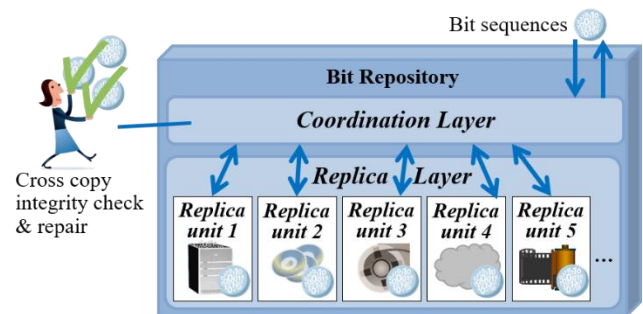 Bit sequences
Bit Repository
Coordination Layer
Cross copy
integrity check
& repair
Replica Layer
Replica
unit 1
Replica
unit 2
Replica
unit 3
Replica
unit 4
Replica
unit 5
...